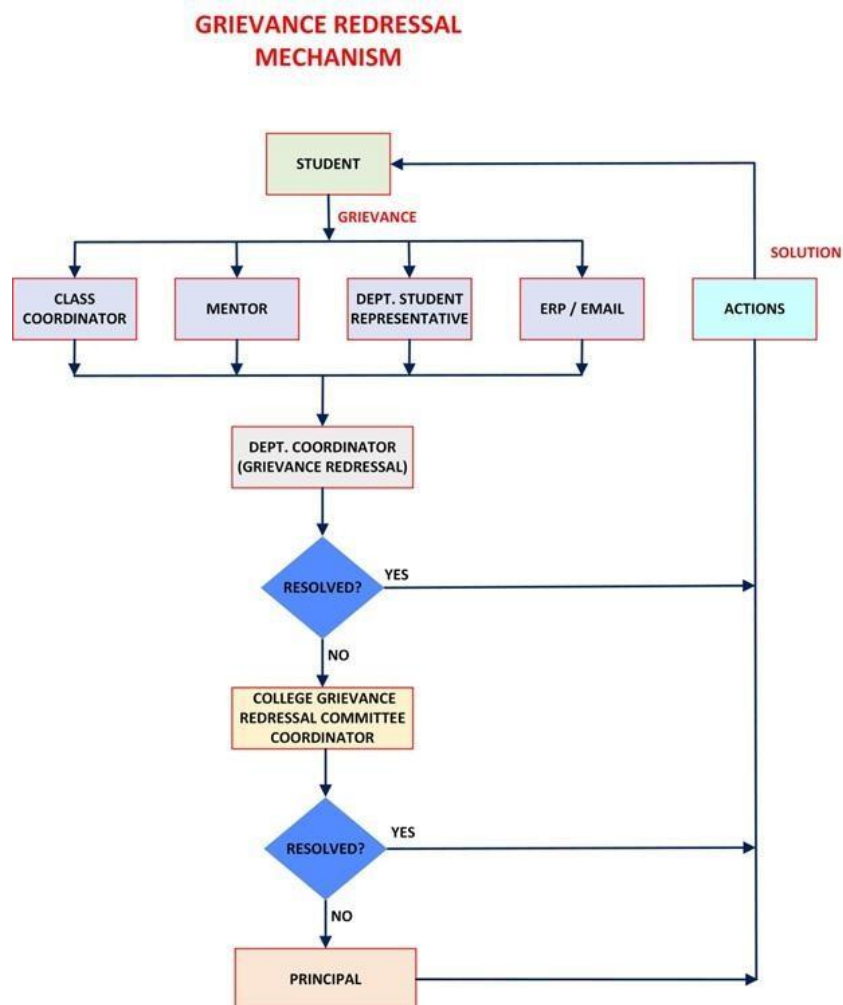 GRIEVANCE REDRESSAL
MECHANISM
STUDENT
GRIEVANCE
SOLUTION
CLASS
COORDINATOR
MENTOR
DEPT. STUDENT
REPRESENTATIVE
ERP / EMAIL
ACTIONS
DEPT. COORDINATOR
(GRIEVANCE REDRESSAL)
RESOLVED?
YES
NO
COLLEGE GRIEVANCE
REDRESSAL COMMITTEE
COORDINATOR
RESOLVED?
YES
NO
PRINCIPAL